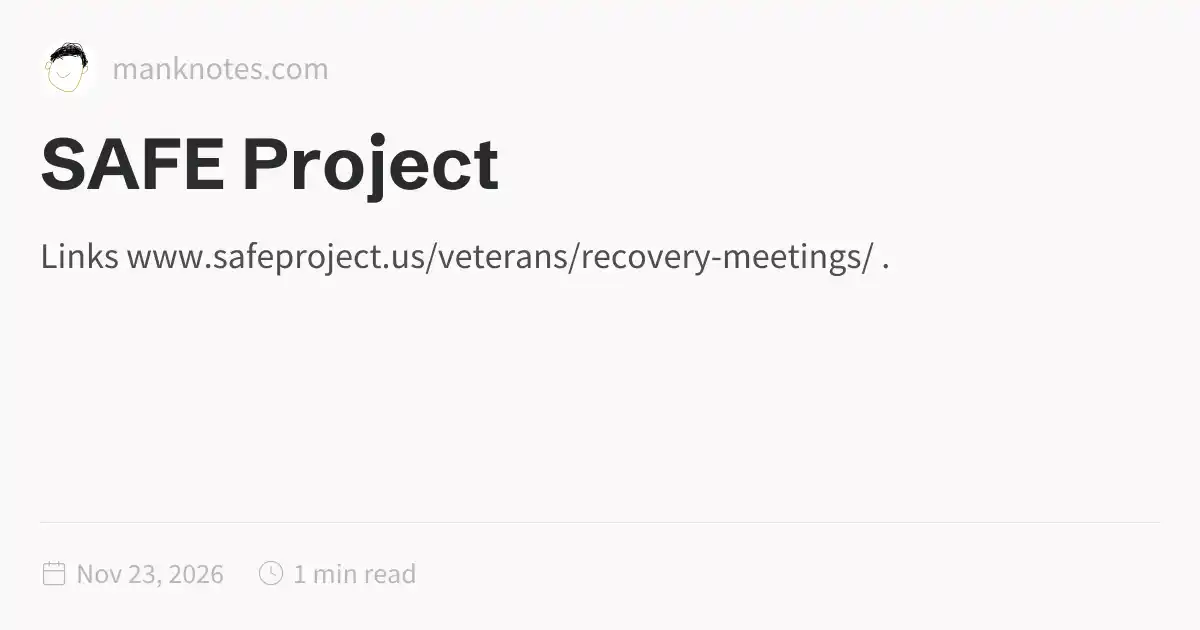 manknotes.com
SAFE Project
Links www.safeproject.us/veterans/recovery-meetings/ .
Nov 23, 2026 1 min read